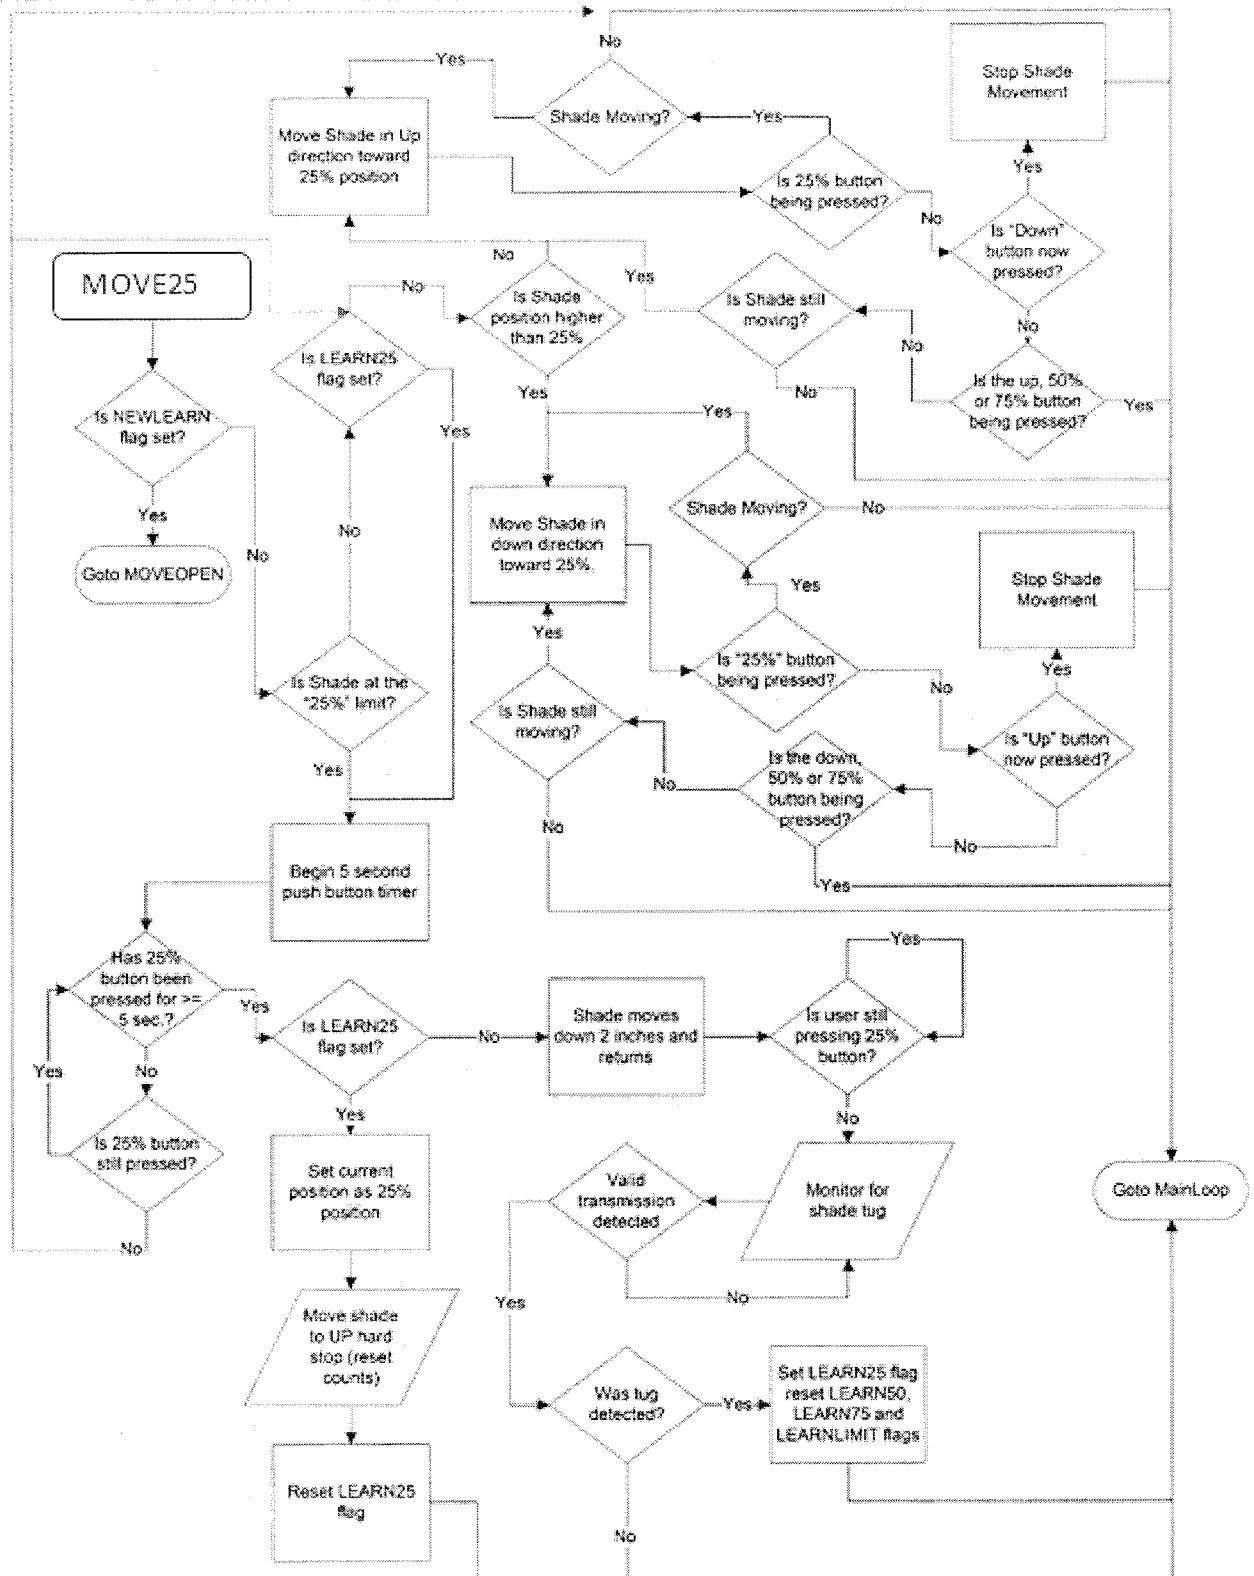 No
Yes
Stop Shade
Movement
Shade Moving?
Yes
Move Shade in Up
direction toward
25% position
Is 25% button
being pressed?
Yes
No
Is "Down"
button now
pressed?
MOVE25
No
No
Is Shade
position higher
than 25%
Yes
Is Shade still
moving?
No
No
Is LEARN25
flag set?
Is the up, 50%
or 75% button
being pressed?
Yes
Yes
No
Is NEWLEARN
flag set?
Yes
Yes
Shade Moving?
No
Yes
No
Move Shade in
down direction
toward 25%.
No
Goto MOVEOPEN
Yes
Stop Shade
Movement
Yes
Is "25%" button
being pressed?
Yes
No
Is Shade at the
"25%" limit?
Is Shade still
moving?
Is "Up" button
now pressed?
Is the down,
50% or 75%
button being
pressed?
Yes
No
No
No
Begin 5 second
push button timer
Yes
Yes
Has 25%
button been
pressed for >=
5 sec.?
Yes
Is LEARN25
flag set?
No
Shade moves
down 2 inches and
returns
Is user still
pressing 25%
button?
Yes
No
Yes
No
Is 25% button
still pressed?
Set current
position as 25%
position
Valid
transmission
detected
Monitor for
shade tug
Goto MainLoop
No
No
Yes
Move shade
to UP hard
stop (reset
counts)
Was tug
detected?
Yes
Set LEARN25 flag
reset LEARN50,
LEARN75 and
LEARNLIMIT flags
Reset LEARN25
flag
No